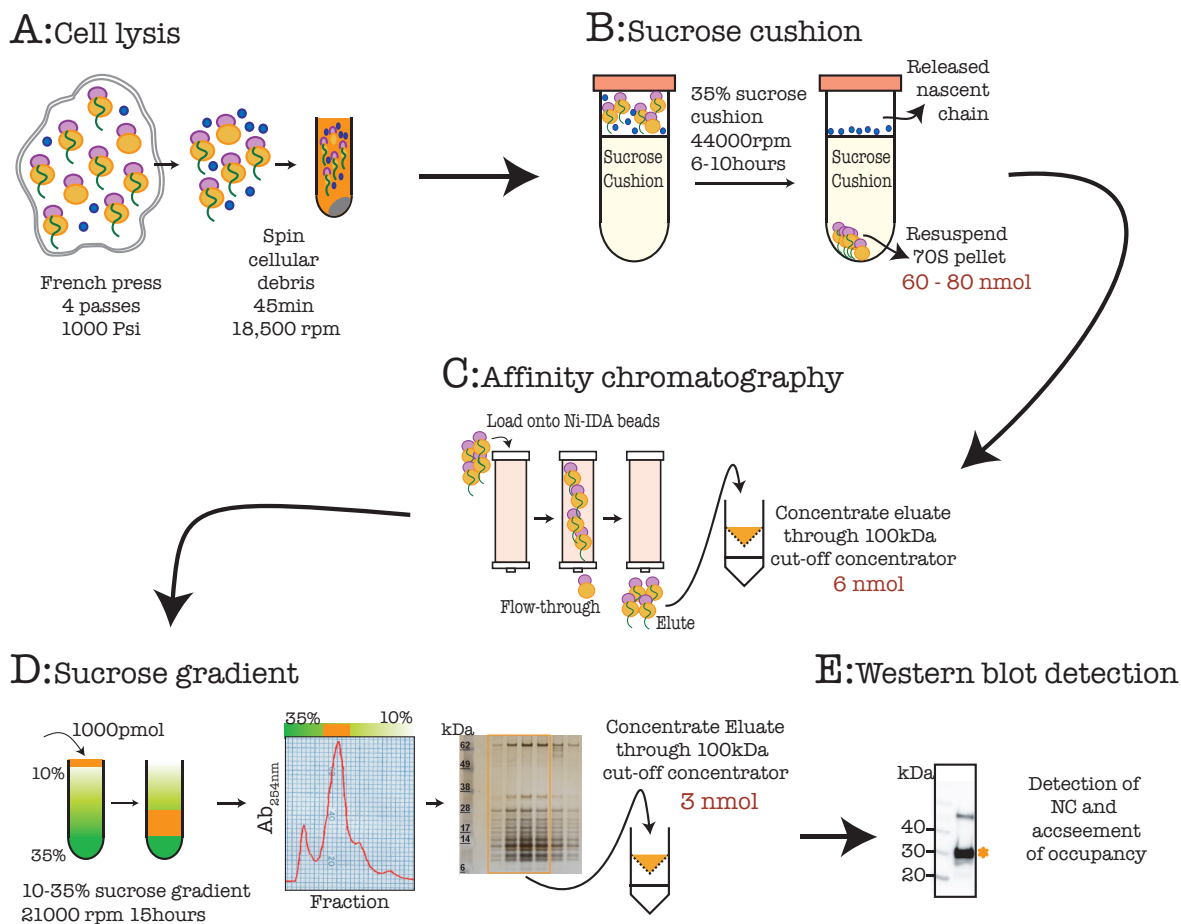 A:Cell lysis
French press
4 passes
1000 Psi
Spin
cellular
debris
45min
18,500 rpm
B:Sucrose cushion
Sucrose
Cushion
35% sucrose
cushion
44000rpm
6-10hours
Released
nascent
chain
Sucrose
Cushion
Resuspend
70S pellet
60 - 80 nmol
C:Affinity chromatography
Load onto Ni-IDA beads
Flow-through
Elute
Concentrate eluate
through 100kDa
cut-off concentrator
6 nmol
D:Sucrose gradient
1000pmol
10%
35%
10-35% sucrose gradient
21000 rpm 15hours
35%
10%
Ab254nm
40
20
Fraction
kDa
62
49
38
28
17
14
6
Concentrate Eluate
through 100kDa
cut-off concentrator
3 nmol
E:Western blot detection
kDa
40
30
20
Detection of
NC and
accseement
of occupancy